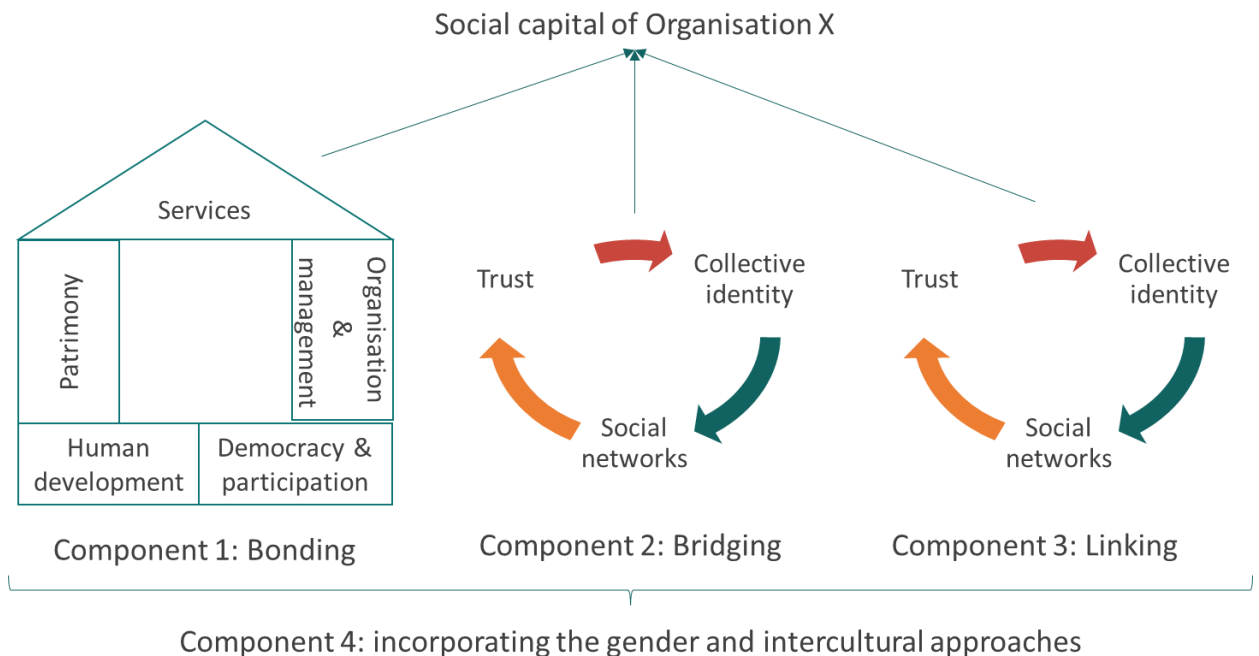 Social capital of Organisation X
Services
Patrimony
Organisation
&
management
Human
development
Democracy &
participation
Component 1: Bonding
Trust
Collective
identity
Social
networks
Component 2: Bridging
Trust
Collective
identity
Social
networks
Component 3: Linking
Component 4: incorporating the gender and intercultural approaches